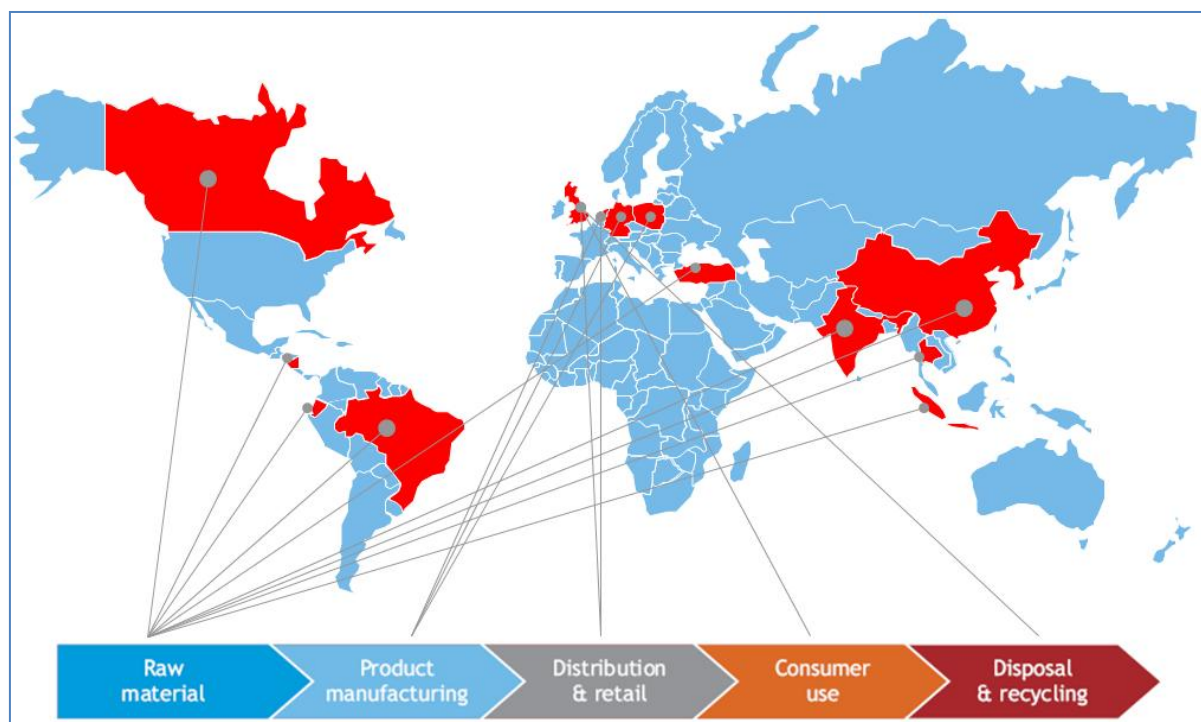 Raw
material
Product
manufacturing
Distribution
& retail
Consumer
use
Disposal
& recycling